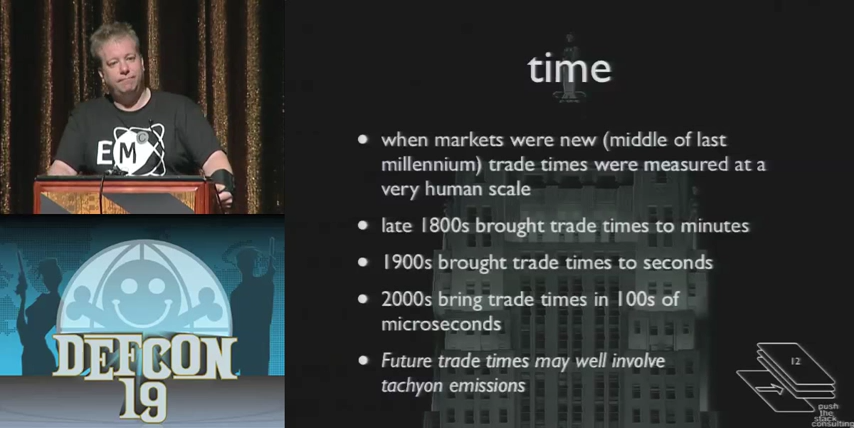 E M C
DEFCON
19
time
when markets were new (middle of last
millennium) trade times were measured at a
very human scale
late 1800s brought trade times to minutes
1900s brought trade times to seconds
2000s bring trade times in 100s of
microseconds
Future trade times may well involve
tachyon emissions
12
push
the
stack
consulting